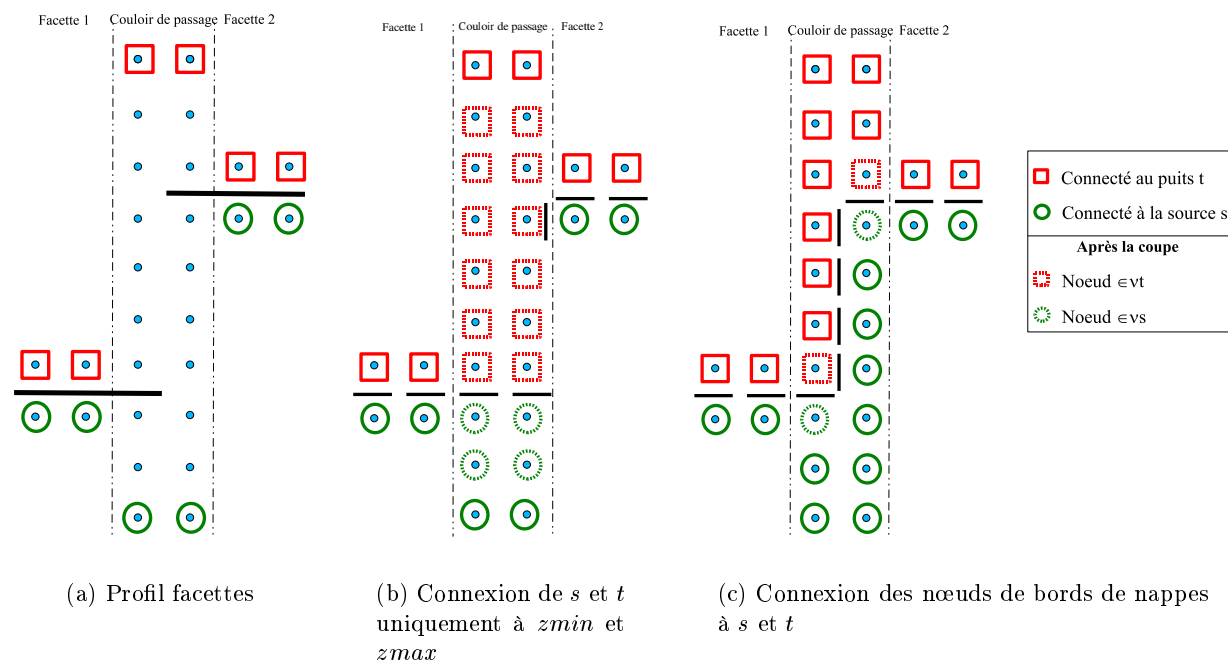 Facette 1 Couloir de passage Facette 2
Facette 1 Couloir de passage Facette 2
Facette 1 Couloir de passage Facette 2
Connecté au puits t
Connecté à la source s
Après la coupe
Noeud ∈νt
Noeud ∈νs
(a) Profil facettes
(b) Connexion de s et t
uniquement à zmin et
zmax
(c) Connexion des nœuds de bords de nappes
à s et t